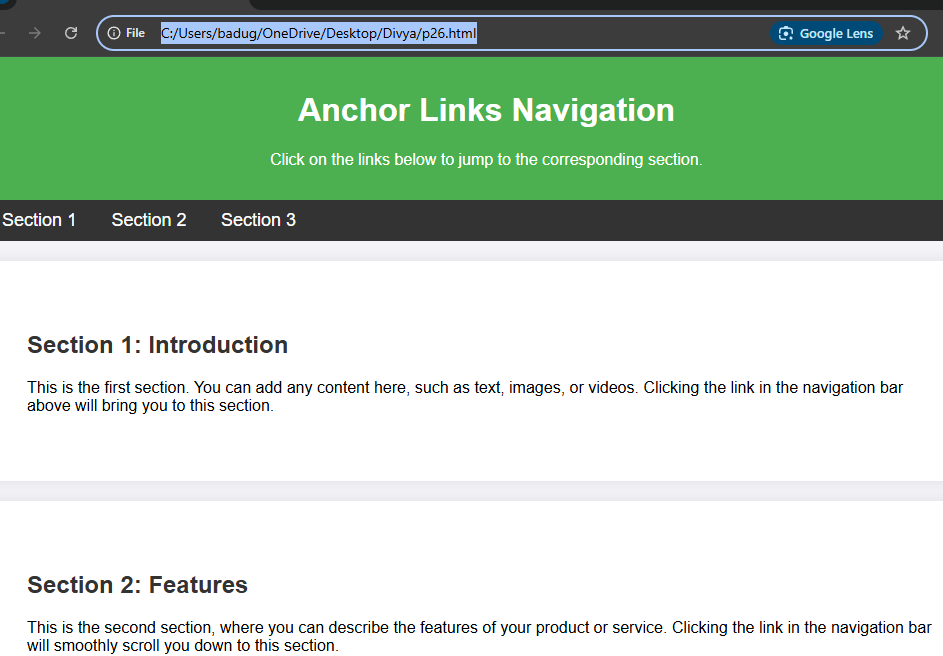 File C:/Users/badug/OneDrive/Desktop/Divya/p26.html Google Lens
Anchor Links Navigation
Click on the links below to jump to the corresponding section.
Section 1 Section 2 Section 3
Section 1: Introduction
This is the first section. You can add any content here, such as text, images, or videos. Clicking the link in the navigation bar
above will bring you to this section.
Section 2: Features
This is the second section, where you can describe the features of your product or service. Clicking the link in the navigation bar
will smoothly scroll you down to this section.